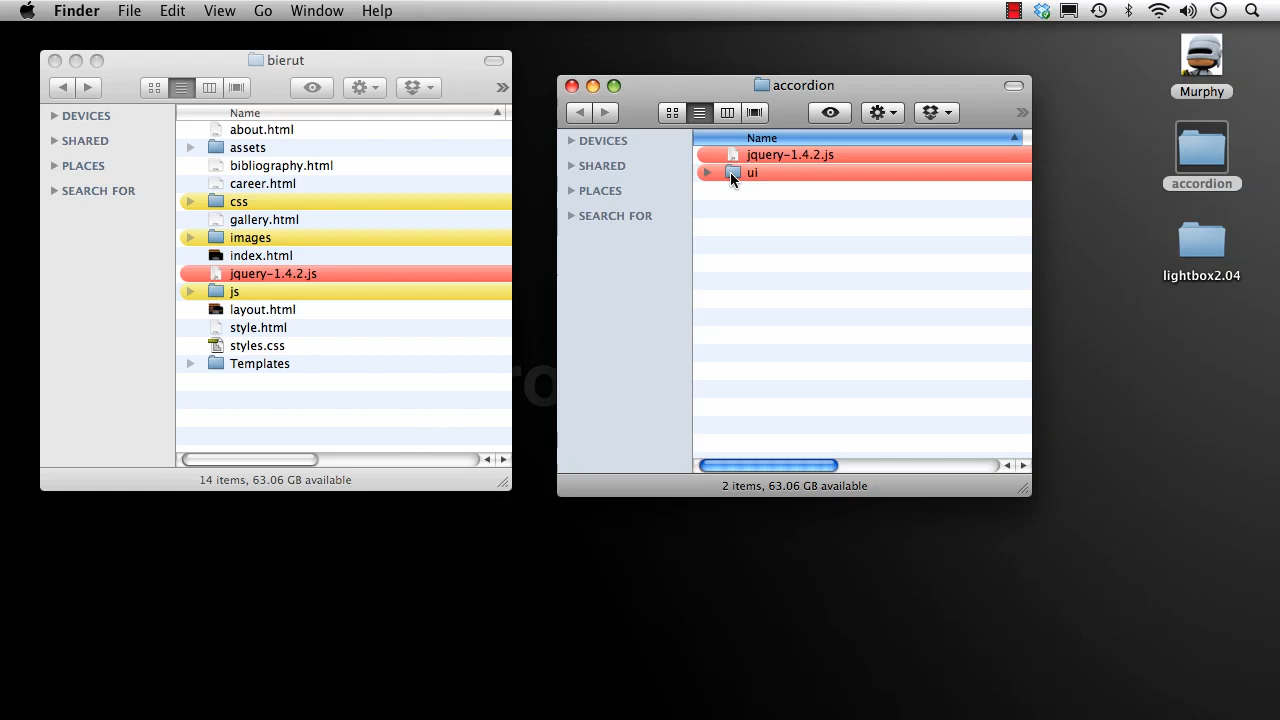 Finder File Edit View Go Window Help
bierut
Name
DEVICES
SHARED
PLACES
SEARCH FOR
about.html
assets
bibliography.html
career.html
css
gallery.html
images
index.html
jquery-1.4.2.js
js
layout.html
style.html
styles.css
Templates
14 items, 63.06 GB available
accordion
Name
DEVICES
SHARED
PLACES
SEARCH FOR
jquery-1.4.2.js
ui
2 items, 63.06 GB available
Murphy
accordion
lightbox2.04